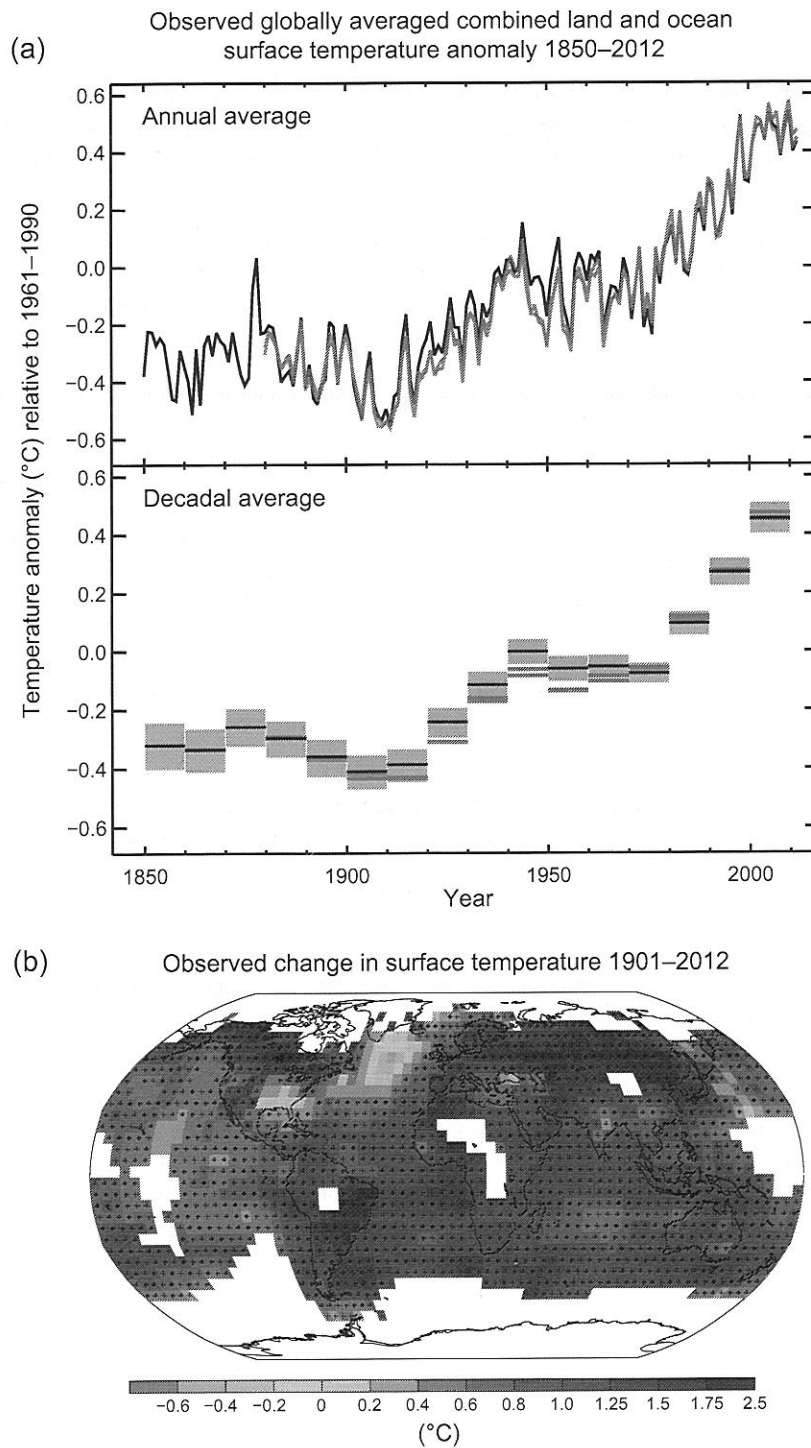 Observed globally averaged combined land and ocean
surface temperature anomaly 1850–2012
(a)
Temperature anomaly (°C) relative to 1961–1990
Annual average
0.6
0.4
0.2
0.0
−0.2
−0.4
−0.6
Decadal average
0.6
0.4
0.2
0.0
−0.2
−0.4
−0.6
1850 1900 1950 2000
Year
(b)
Observed change in surface temperature 1901–2012
−0.6 −0.4 −0.2 0 0.2 0.4 0.6 0.8 1.0 1.25 1.5 1.75 2.5
(°C)